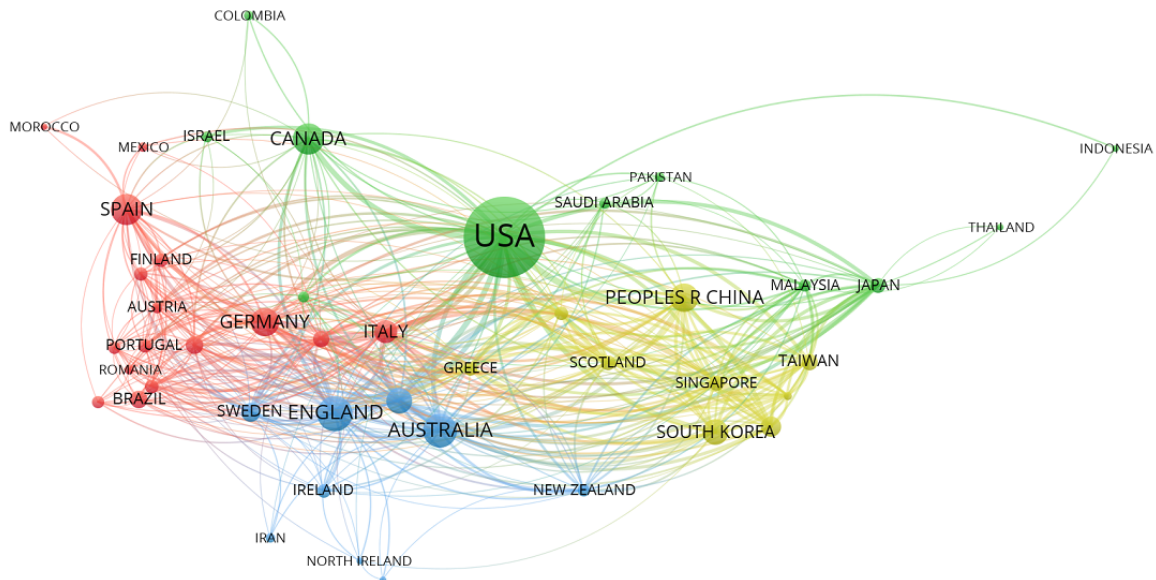 COLOMBIA
MOROCCO
MEXICO
ISRAEL
CANADA
INDONESIA
PAKISTAN
SAUDI ARABIA
SPAIN
THAILAND
USA
FINLAND
MALAYSIA
JAPAN
PEOPLES R CHINA
AUSTRIA
GERMANY
ITALY
PORTUGAL
ROMANIA
GREECE
SCOTLAND
TAIWAN
SINGAPORE
BRAZIL
SWEDEN
ENGLAND
AUSTRALIA
SOUTH KOREA
IRELAND
NEW ZEALAND
IRAN
NORTH IRELAND